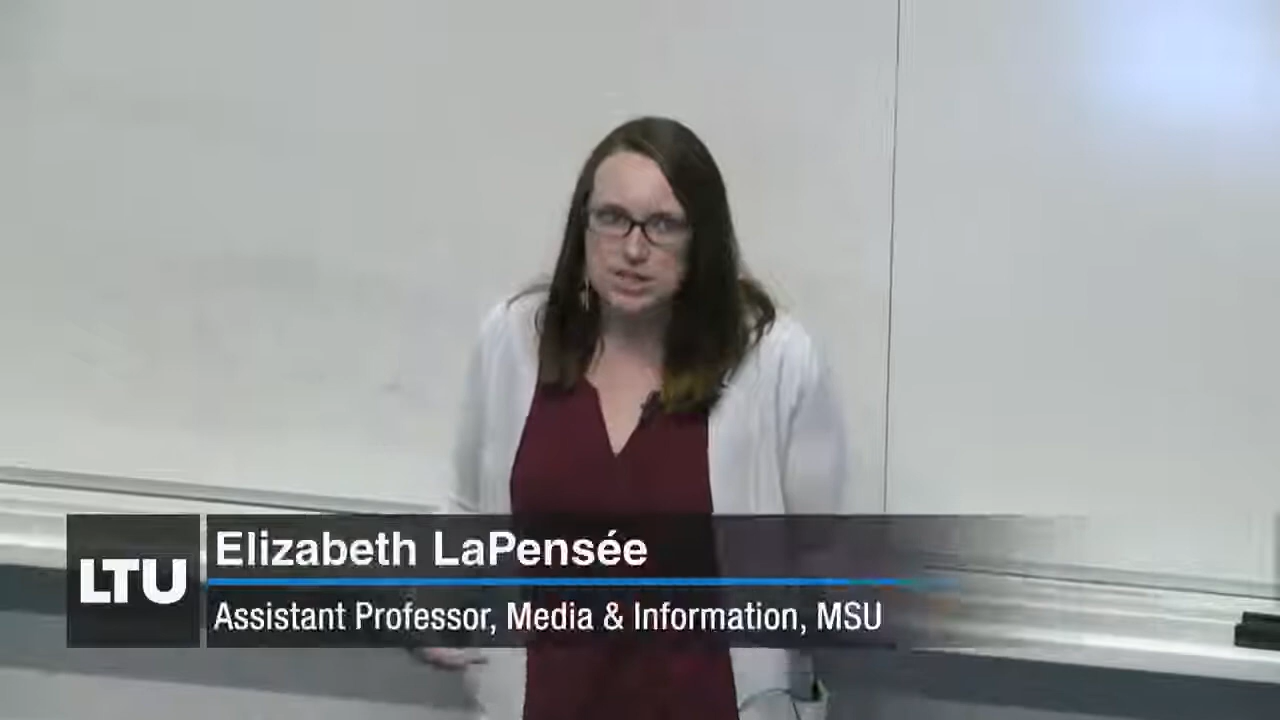 LTU
Elizabeth LaPensée
Assistant Professor, Media & Information, MSU